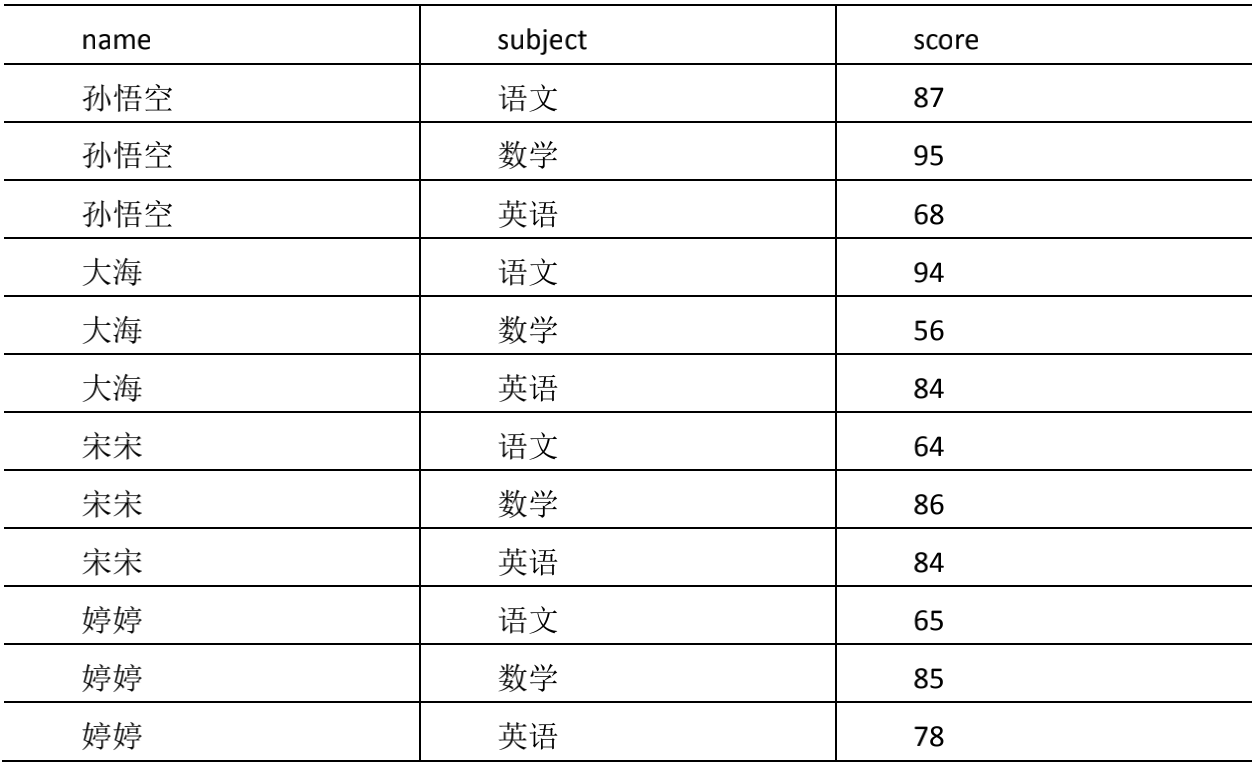 name subject score
孙悟空 语文 87
孙悟空 数学 95
孙悟空 英语 68
大海 语文 94
大海 数学 56
大海 英语 84
宋宋 语文 64
宋宋 数学 86
宋宋 英语 84
婷婷 语文 65
婷婷 数学 85
婷婷 英语 78